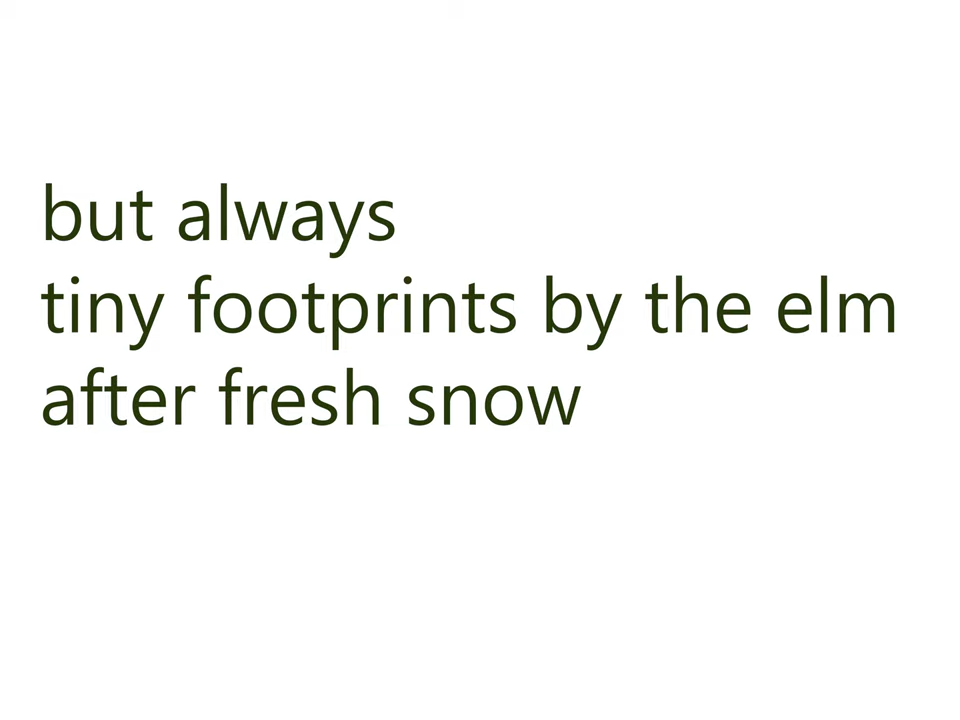 but always
tiny footprints by the elm
after fresh snow